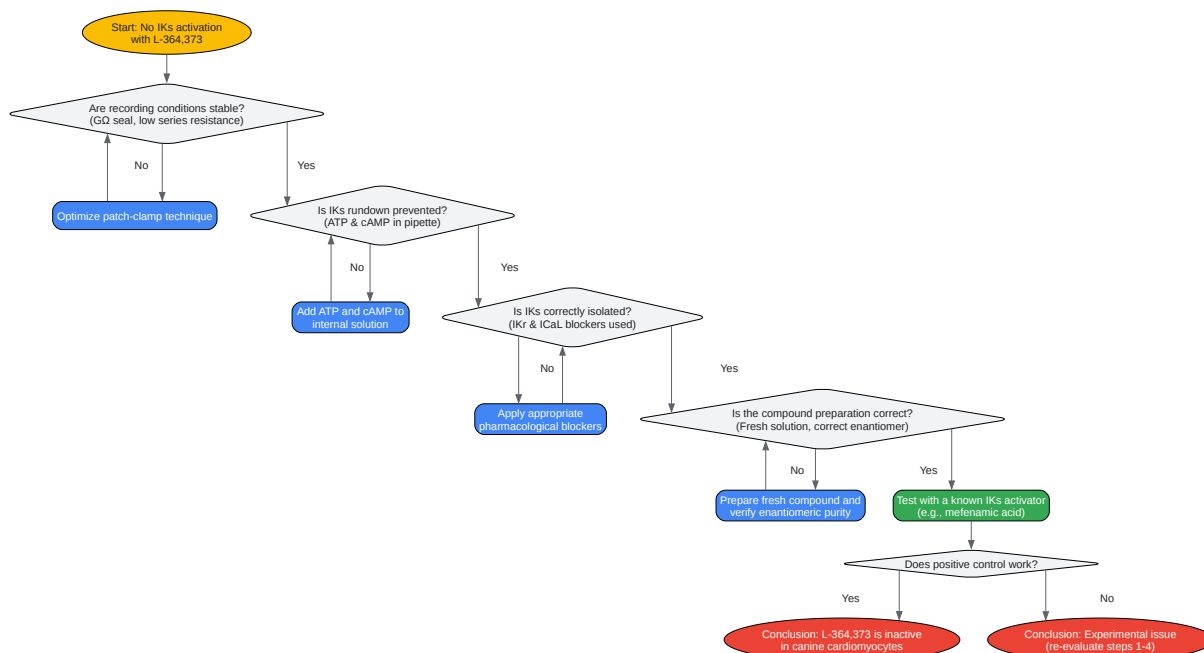 Start: No IKs activation
with L-364,373
Are recording conditions stable?
(GΩ seal, low series resistance)
No
Yes
Optimize patch-clamp technique
Is IKs rundown prevented?
(ATP & cAMP in pipette)
No
Yes
Add ATP and cAMP to
internal solution
Is IKs correctly isolated?
(IKr & ICaL blockers used)
No
Yes
Apply appropriate
pharmacological blockers
Is the compound preparation correct?
(Fresh solution, correct enantiomer)
No
Yes
Prepare fresh compound and
verify enantiomeric purity
Test with a known IKs activator
(e.g., mefenamic acid)
Does positive control work?
Yes
No
Conclusion: L-364,373 is inactive
in canine cardiomyocytes
Conclusion: Experimental issue
(re-evaluate steps 1-4)